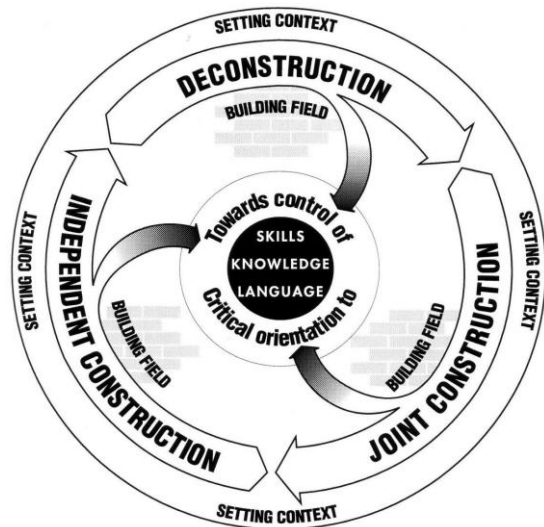 SETTING CONTEXT
DECONSTRUCTION
BUILDING FIELD
Towards control of
SKILLS
KNOWLEDGE
LANGUAGE
Critical orientation to
SETTING CONTEXT
INDEPENDENT CONSTRUCTION
BUILDING FIELD
SETTING CONTEXT
JOINT CONSTRUCTION
BUILDING FIELD
SETTING CONTEXT